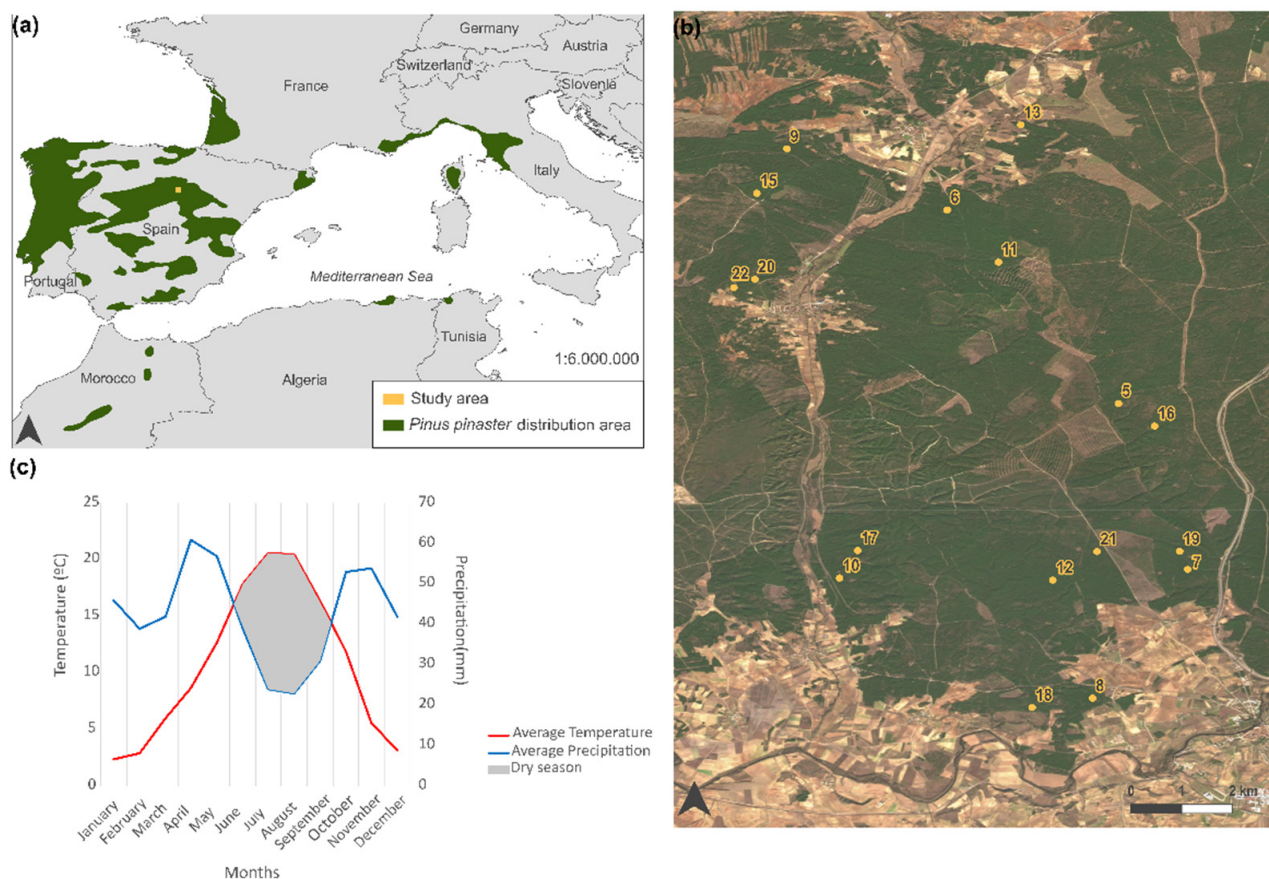 (a)
Germany
Austria
Switzerland
Slovenia
France
Italy
Spain
Portugal
Mediterranean Sea
Tunisia
1:6.000.000
Morocco
Algeria
Study area
Pinus pinaster distribution area
(b)
13
9
15
6
11
22 20
5
16
17
21
19
10
12
7
18
8
0 1 2 km
(c)
25 70
20 60
50
15 40
10 30
20
5 10
0 0
Temperature (ºC)
Precipitation(mm)
January
February
March
April
May
June
July
August
September
October
November
December
Months
Average Temperature
Average Precipitation
Dry season